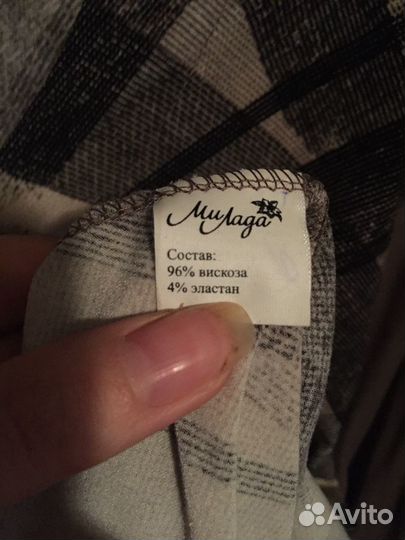 МиЛада
Состав:
96% вискоза
4% эластан
Avito